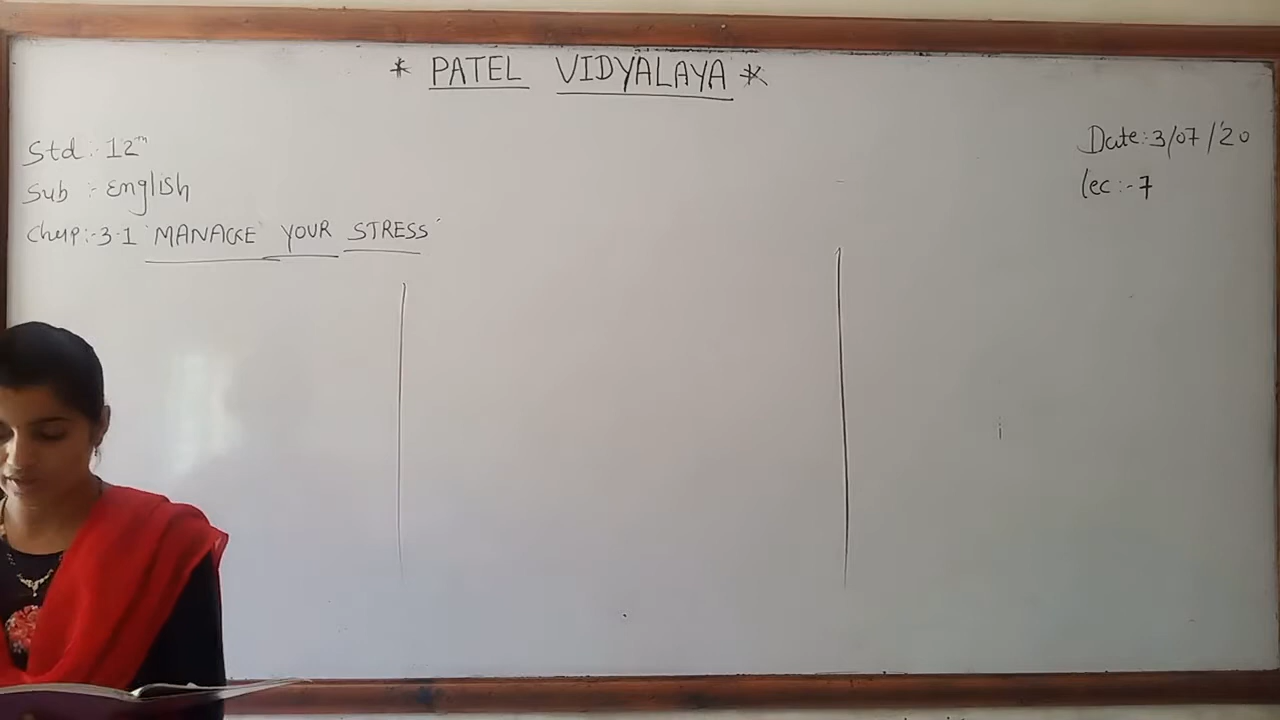 * PATEL VIDYALAYA *
Std :- 12th
Date :- 3/07/'20
Sub :- English
lec :- 7
Chap :- 3.1 'MANAGE YOUR STRESS'